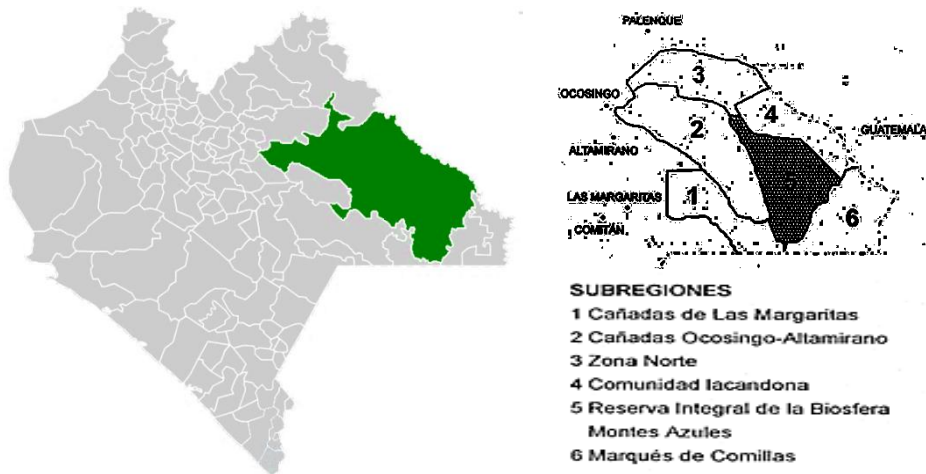 PALENQUE
3
OCOSINGO
4
2
GUATEMALA
ALTAMIRANO
LAS MARGARITAS
1
6
COMITÁN
SUBREGIONES
1 Cañadas de Las Margaritas
2 Cañadas Ocosingo-Altamirano
3 Zona Norte
4 Comunidad lacandona
5 Reserva Integral de la Biosfera
Montes Azules
6 Marqués de Comillas